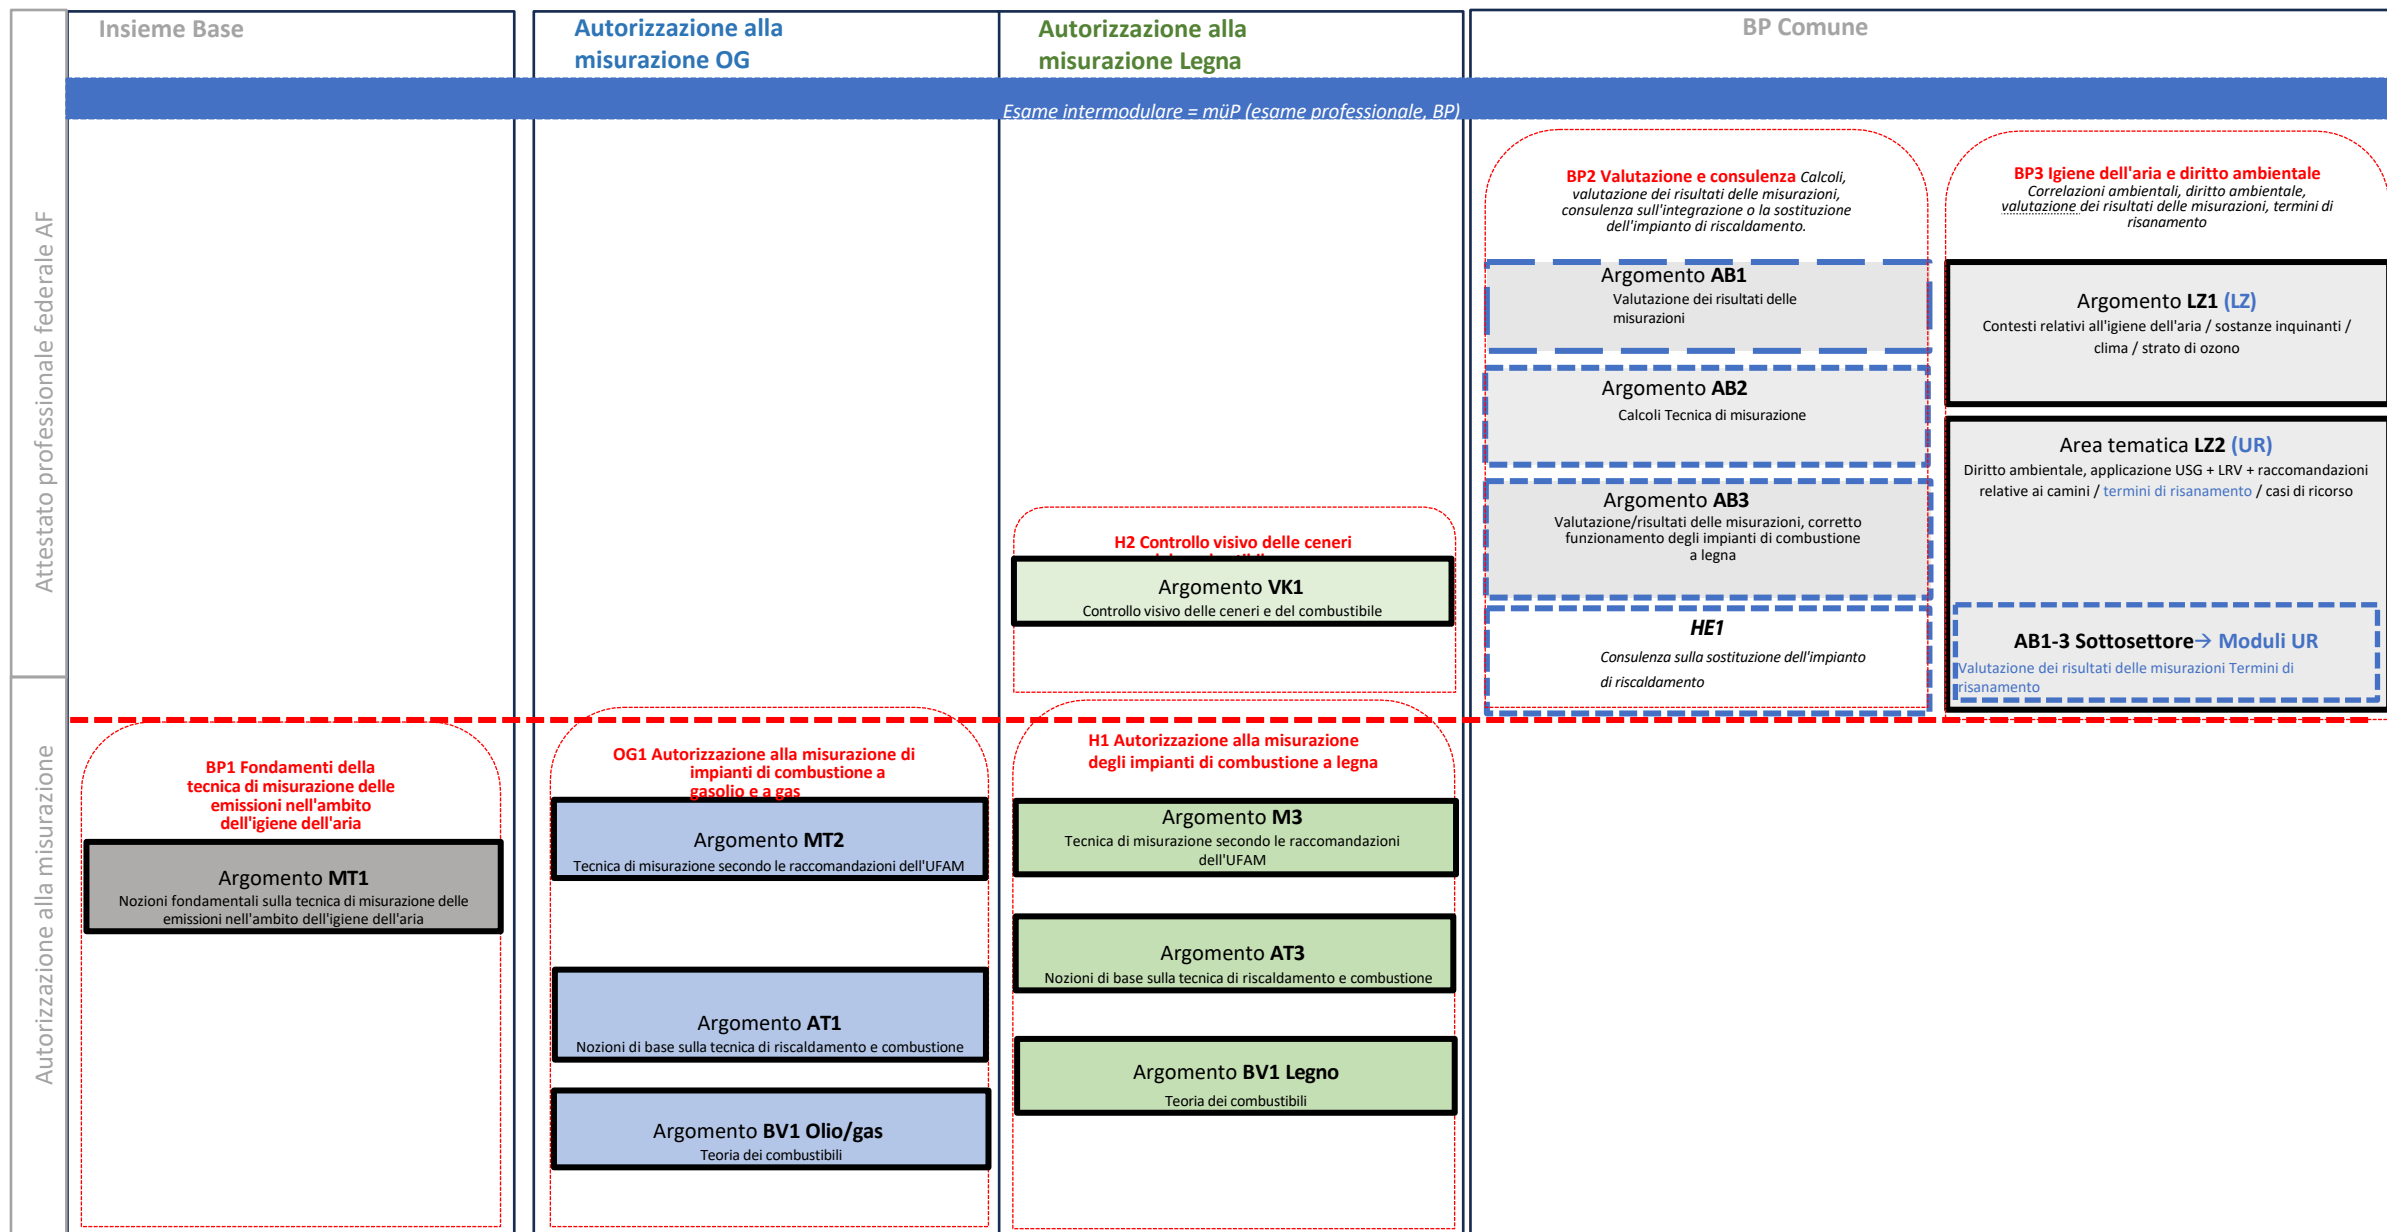 Insieme Base
Autorizzazione alla
misurazione OG
Autorizzazione alla
misurazione Legna
BP Comune
Esame intermodulare = müP (esame professionale, BP)
Attestato professionale federale AF
Autorizzazione alla misurazione
BP2 Valutazione e consulenza Calcoli,
valutazione dei risultati delle misurazioni,
consulenza sull'integrazione o la sostituzione
dell'impianto di riscaldamento.
Argomento AB1
Valutazione dei risultati delle
misurazioni
Argomento AB2
Calcoli Tecnica di misurazione
Argomento AB3
Valutazione/risultati delle misurazioni, corretto
funzionamento degli impianti di combustione
a legna
HE1
Consulenza sulla sostituzione dell'impianto
di riscaldamento
BP3 Igiene dell'aria e diritto ambientale
Correlazioni ambientali, diritto ambientale,
valutazione dei risultati delle misurazioni, termini di
risanamento
Argomento LZ1 (LZ)
Contesti relativi all'igiene dell'aria / sostanze inquinanti /
clima / strato di ozono
Area tematica LZ2 (UR)
Diritto ambientale, applicazione USG + LRV + raccomandazioni
relative ai camini / termini di risanamento / casi di ricorso
AB1-3 Sottosettore→ Moduli UR
Valutazione dei risultati delle misurazioni Termini di
risanamento
H2 Controllo visivo delle ceneri
Argomento VK1
Controllo visivo delle ceneri e del combustibile
BP1 Fondamenti della
tecnica di misurazione delle
emissioni nell'ambito
dell'igiene dell'aria
Argomento MT1
Nozioni fondamentali sulla tecnica di misurazione delle
emissioni nell'ambito dell'igiene dell'aria
OG1 Autorizzazione alla misurazione di
impianti di combustione a
gasolio e a gas
Argomento MT2
Tecnica di misurazione secondo le raccomandazioni dell'UFAM
Argomento AT1
Nozioni di base sulla tecnica di riscaldamento e combustione
Argomento BV1 Olio/gas
Teoria dei combustibili
H1 Autorizzazione alla misurazione
degli impianti di combustione a legna
Argomento M3
Tecnica di misurazione secondo le raccomandazioni
dell'UFAM
Argomento AT3
Nozioni di base sulla tecnica di riscaldamento e combustione
Argomento BV1 Legno
Teoria dei combustibili